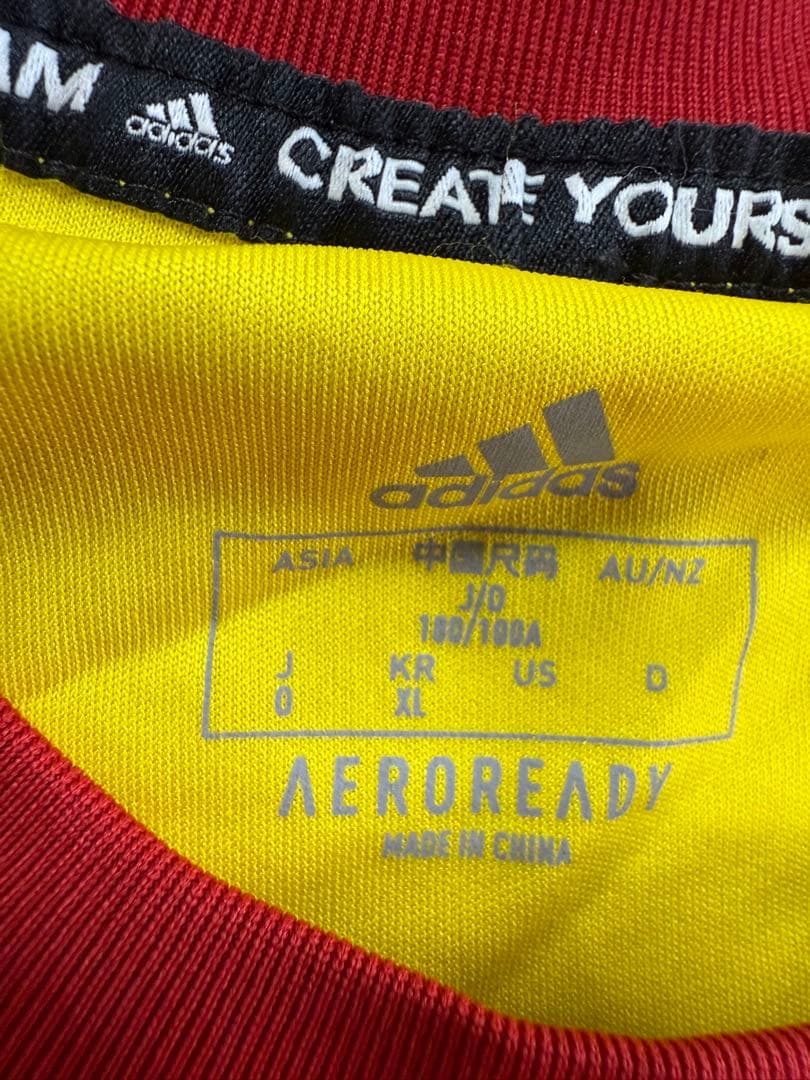 AM adidas CREATE YOURS
adidas
ASIA 中国尺码 AU/NZ
J/O
180/100A
J KR US D
O XL
AEROREADY
MADE IN CHINA